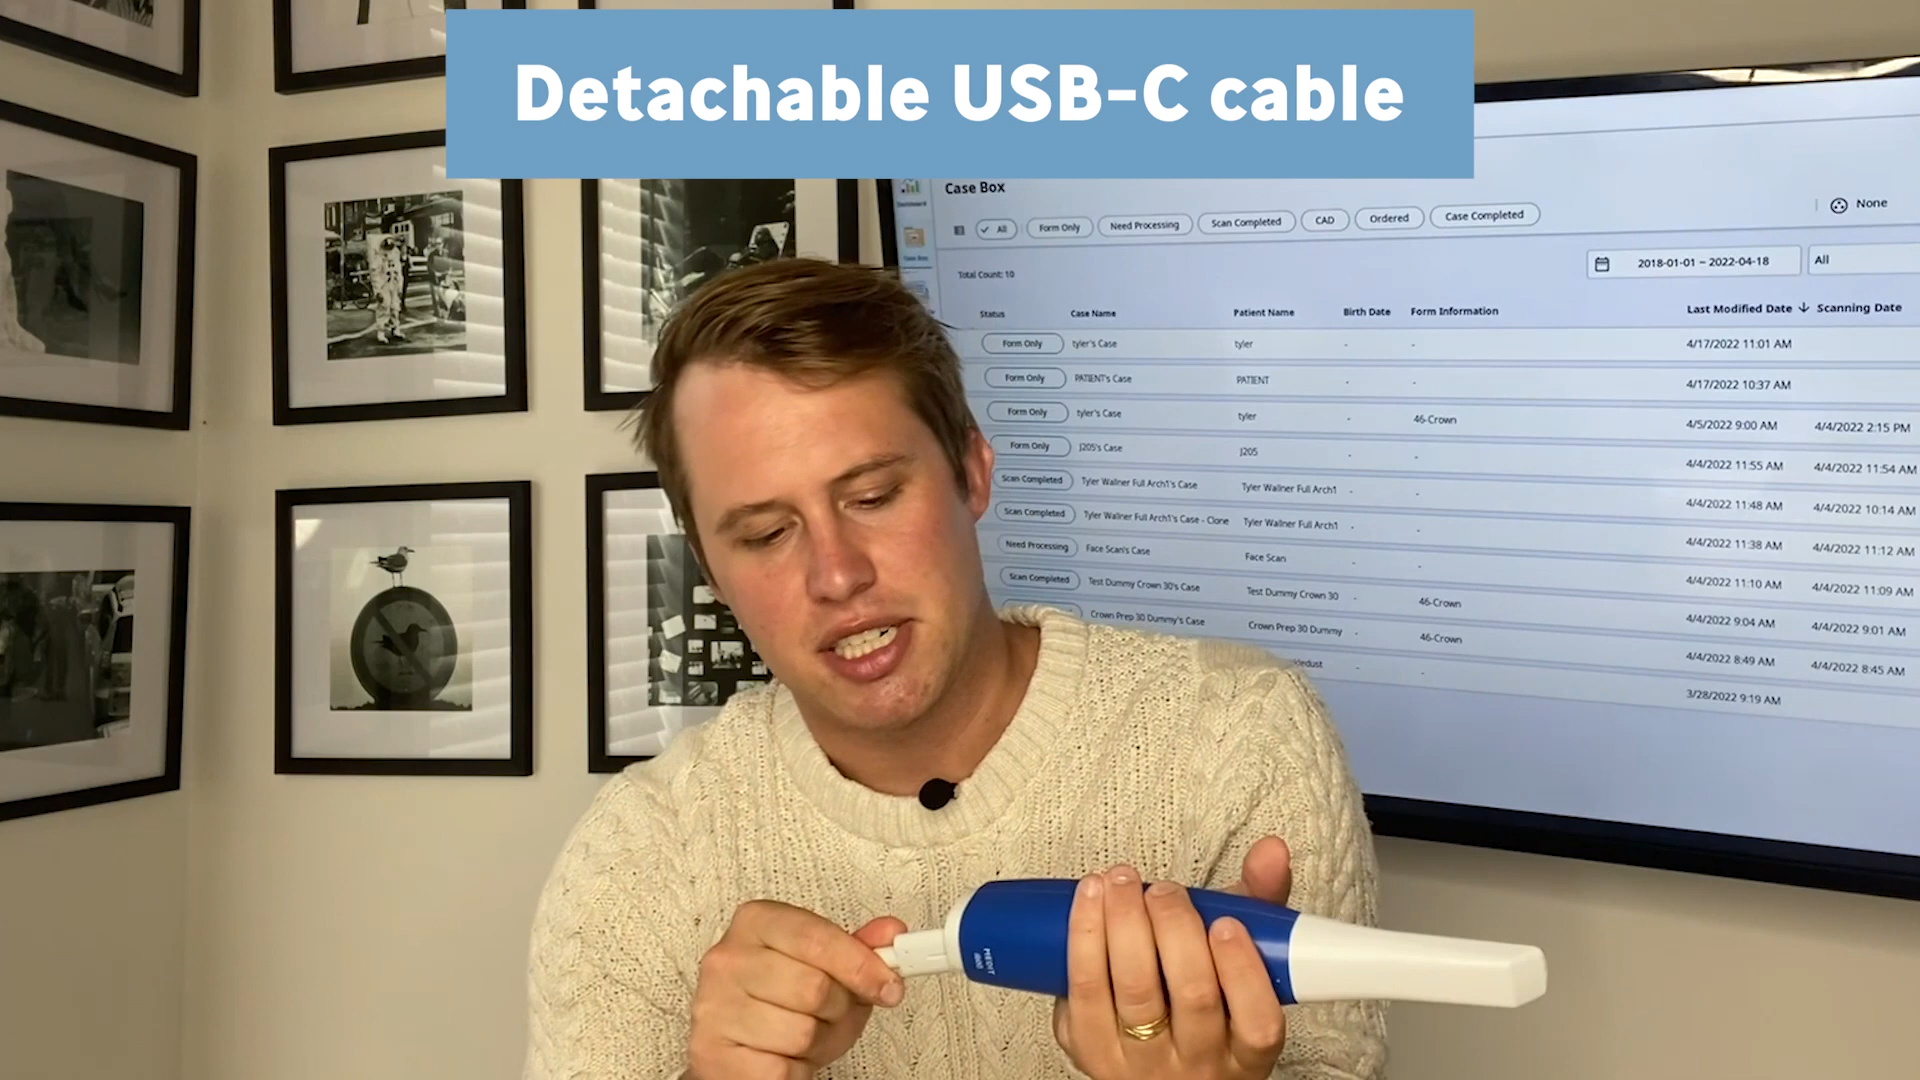 Detachable USB-C cable
Dashboard
Case Box
Case Box
None
All
Form Only
Need Processing
Scan Completed
CAD
Ordered
Case Completed
2018-01-01 ~ 2022-04-18
All
Total Count: 10
Status Case Name Patient Name Birth Date Form Information Last Modified Date ↓ Scanning Date
Form Only tyler's Case tyler - - 4/17/2022 11:01 AM
Form Only PATIENT's Case PATIENT - - 4/17/2022 10:37 AM
Form Only tyler's Case tyler - 46-Crown 4/5/2022 9:00 AM 4/4/2022 2:15 PM
Form Only J205's Case J205 - - 4/4/2022 11:55 AM 4/4/2022 11:54 AM
Scan Completed Tyler Wallner Full Arch1's Case Tyler Wallner Full Arch1 - - 4/4/2022 11:48 AM 4/4/2022 10:14 AM
Scan Completed Tyler Wallner Full Arch1's Case - Clone Tyler Wallner Full Arch1 - - 4/4/2022 11:38 AM 4/4/2022 11:12 AM
Need Processing Face Scan's Case Face Scan - - 4/4/2022 11:10 AM 4/4/2022 11:09 AM
Scan Completed Test Dummy Crown 30's Case Test Dummy Crown 30 - 46-Crown 4/4/2022 9:04 AM 4/4/2022 9:01 AM
Crown Prep 30 Dummy's Case Crown Prep 30 Dummy - 46-Crown 4/4/2022 8:49 AM 4/4/2022 8:45 AM
- - 3/28/2022 9:19 AM
MEDIT